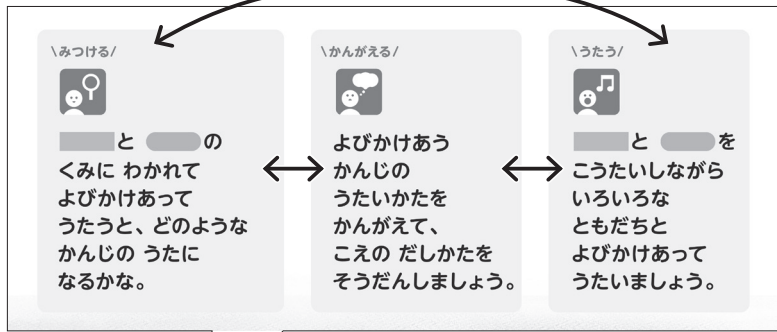 \みつける/
と の
くみに わかれて
よびかけあって
うたうと、どのような
かんじの うたに
なるかな。
\かんがえる/
よびかけあう
かんじの
うたいかたを
かんがえて、
こえの だしかたを
そうだんしましょう。
\うたう/
と を
こうたいしながら
いろいろな
ともだちと
よびかけあって
うたいましょう。